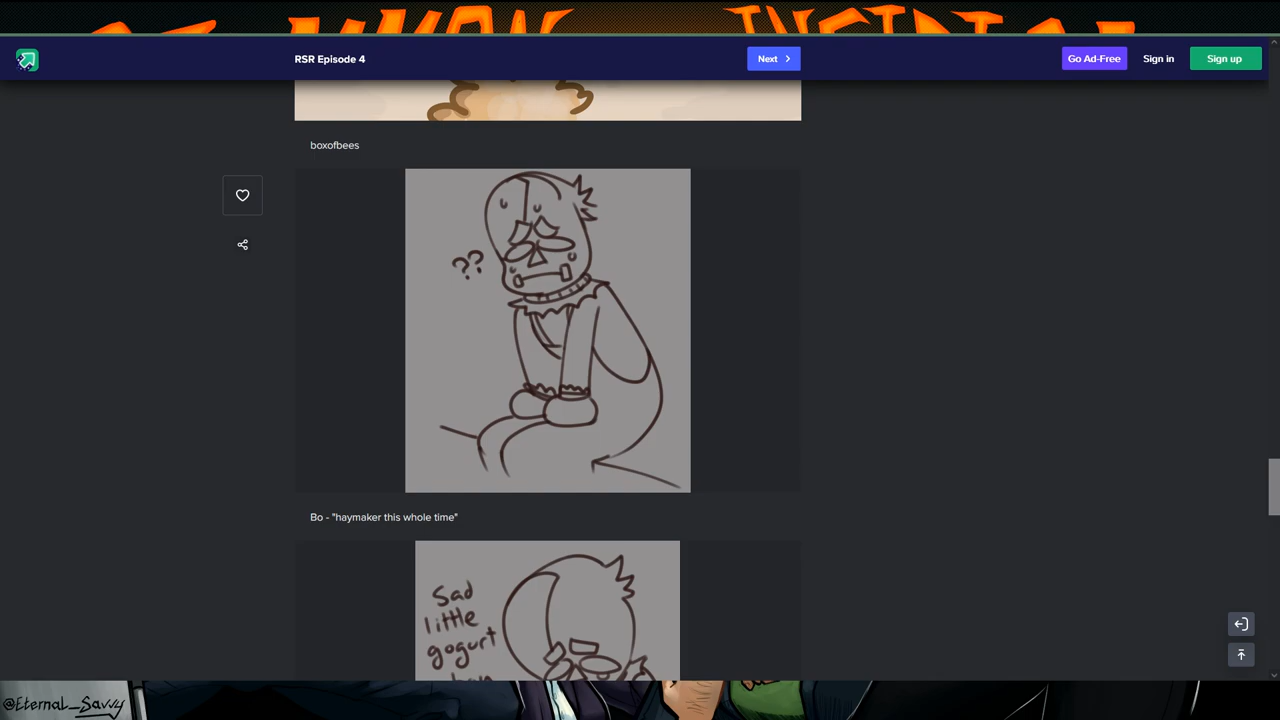 RSR Episode 4
Next
Go Ad-Free
Sign in
Sign up
boxofbees
??
Bo - "haymaker this whole time"
Sad
little
gogurt
@Eternal_Savvy